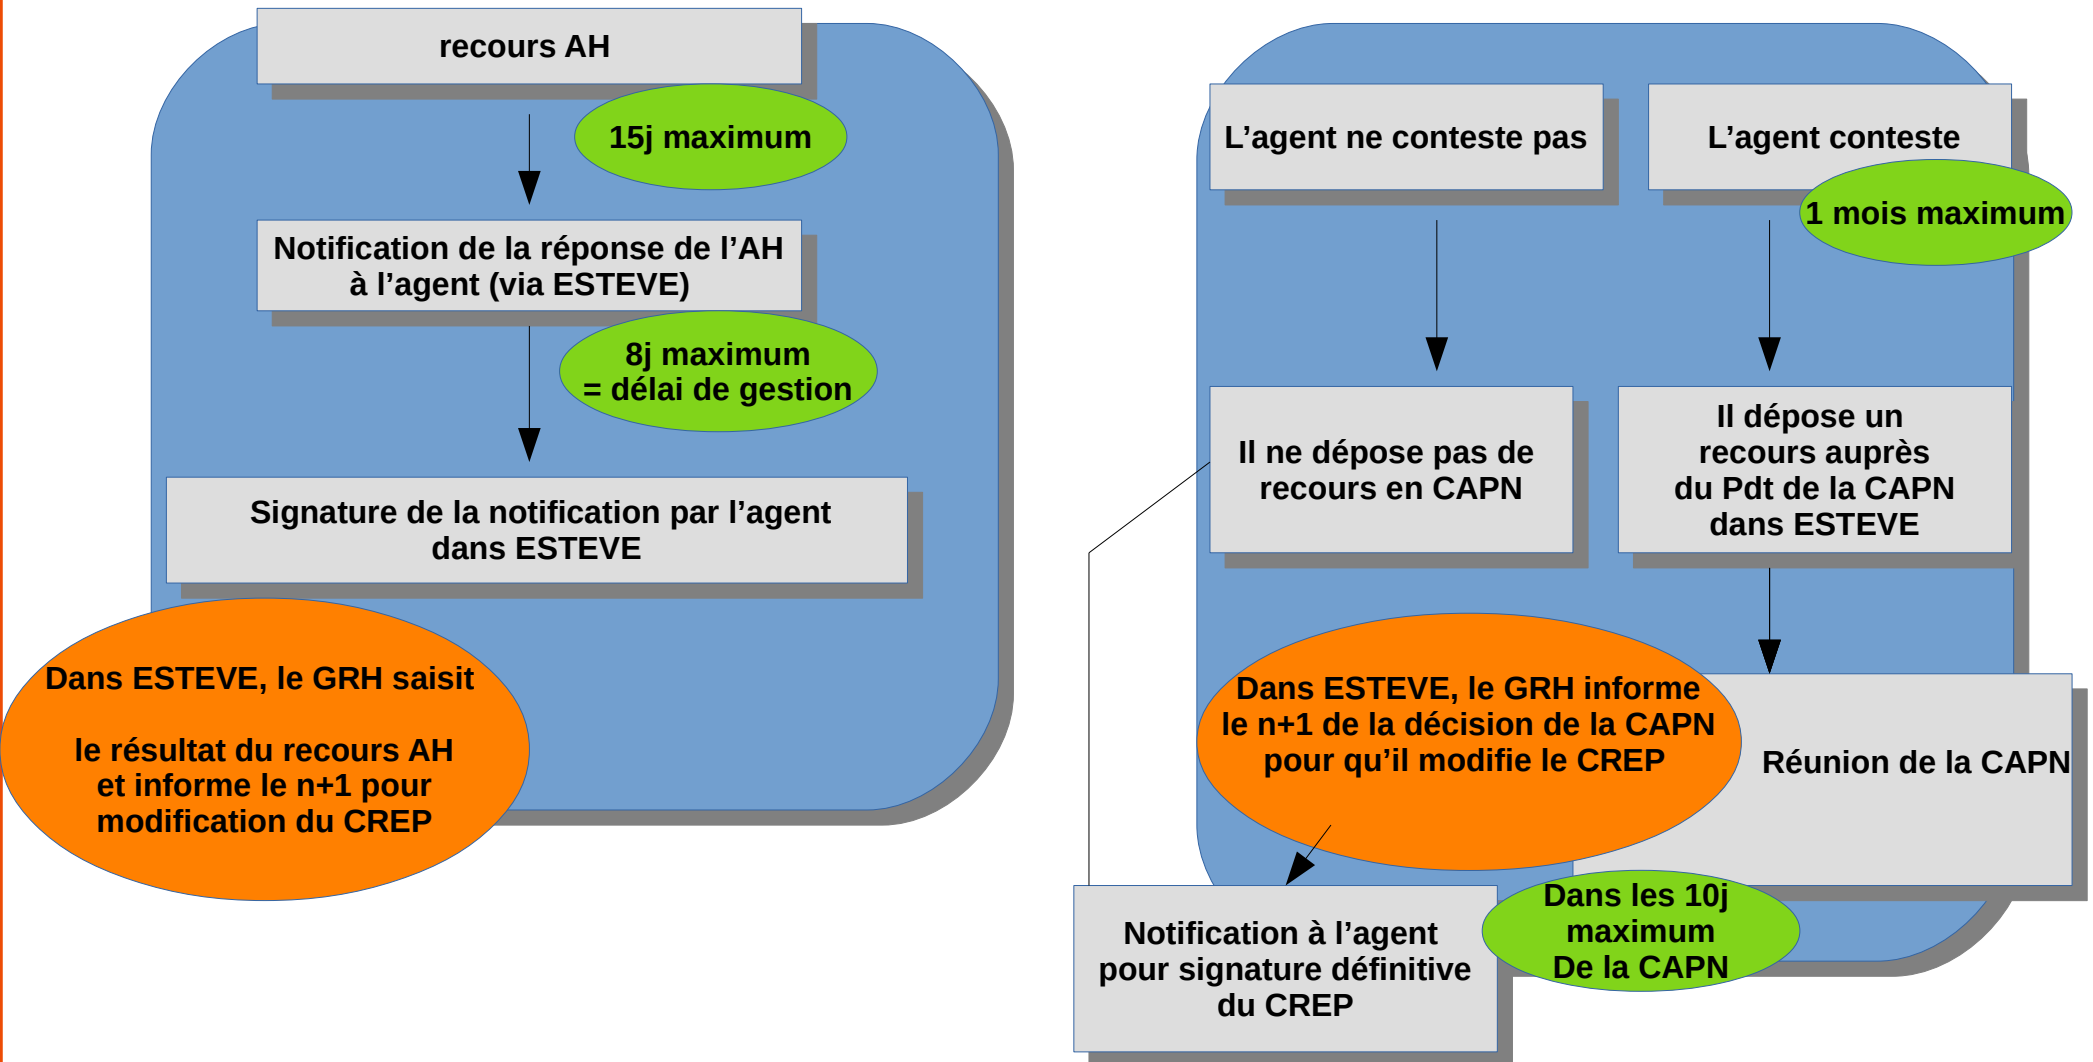 recours AH
15j maximum
Notification de la réponse de l’AH
à l’agent (via ESTEVE)
8j maximum
= délai de gestion
Signature de la notification par l’agent
dans ESTEVE
Dans ESTEVE, le GRH saisit
le résultat du recours AH
et informe le n+1 pour
modification du CREP
L’agent ne conteste pas
L’agent conteste
1 mois maximum
Il ne dépose pas de
recours en CAPN
Il dépose un
recours auprès
du Pdt de la CAPN
dans ESTEVE
Dans ESTEVE, le GRH informe
le n+1 de la décision de la CAPN
pour qu’il modifie le CREP
Réunion de la CAPN
Dans les 10j
maximum
De la CAPN
Notification à l’agent
pour signature définitive
du CREP